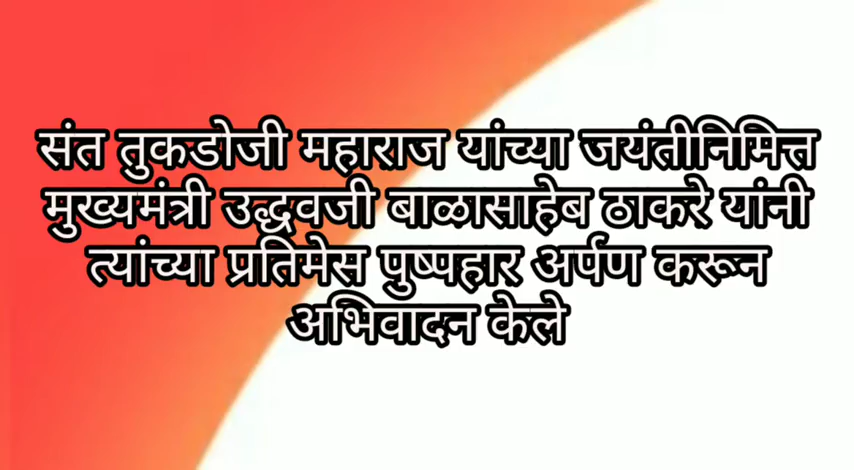 संत तुकडोजी महाराज यांच्या जयंतीनिमित्त
मुख्यमंत्री उद्धवजी बाळासाहेब ठाकरे यांनी
त्यांच्या प्रतिमेस पुष्पहार अर्पण करून
अभिवादन केले